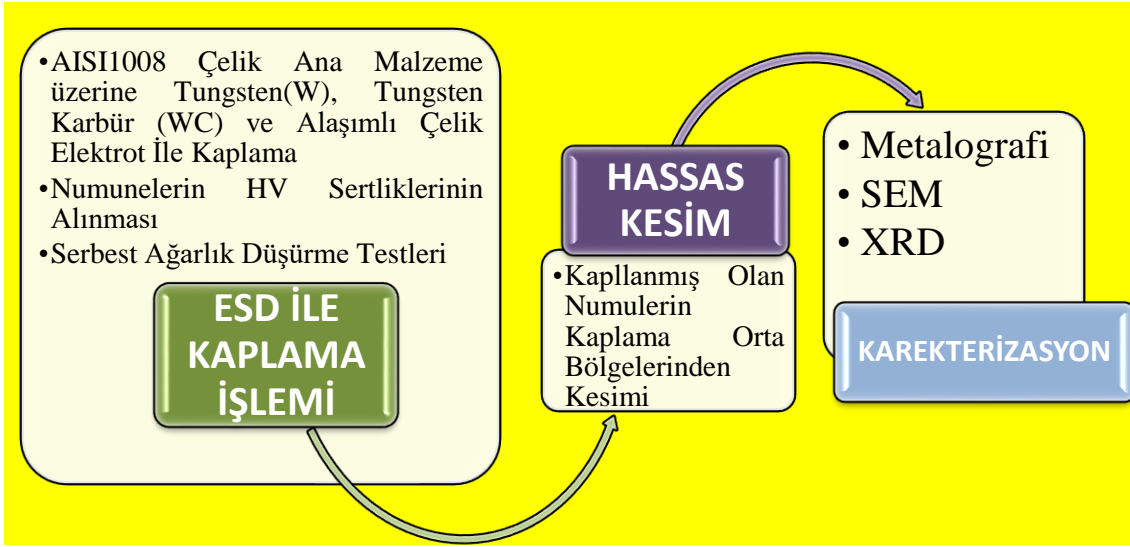 •AISI1008 Çelik Ana Malzeme
üzerine Tungsten(W), Tungsten
Karbür (WC) ve Alaşımlı Çelik
Elektrot İle Kaplama
•Numunelerin HV Sertliklerinin
Alınması
•Serbest Ağarlık Düşürme Testleri
ESD İLE
KAPLAMA
İŞLEMİ
HASSAS
KESİM
•Kapllanmış Olan
Numulerin
Kaplama Orta
Bölgelerinden
Kesimi
• Metalografi
• SEM
• XRD
KAREKTERİZASYON